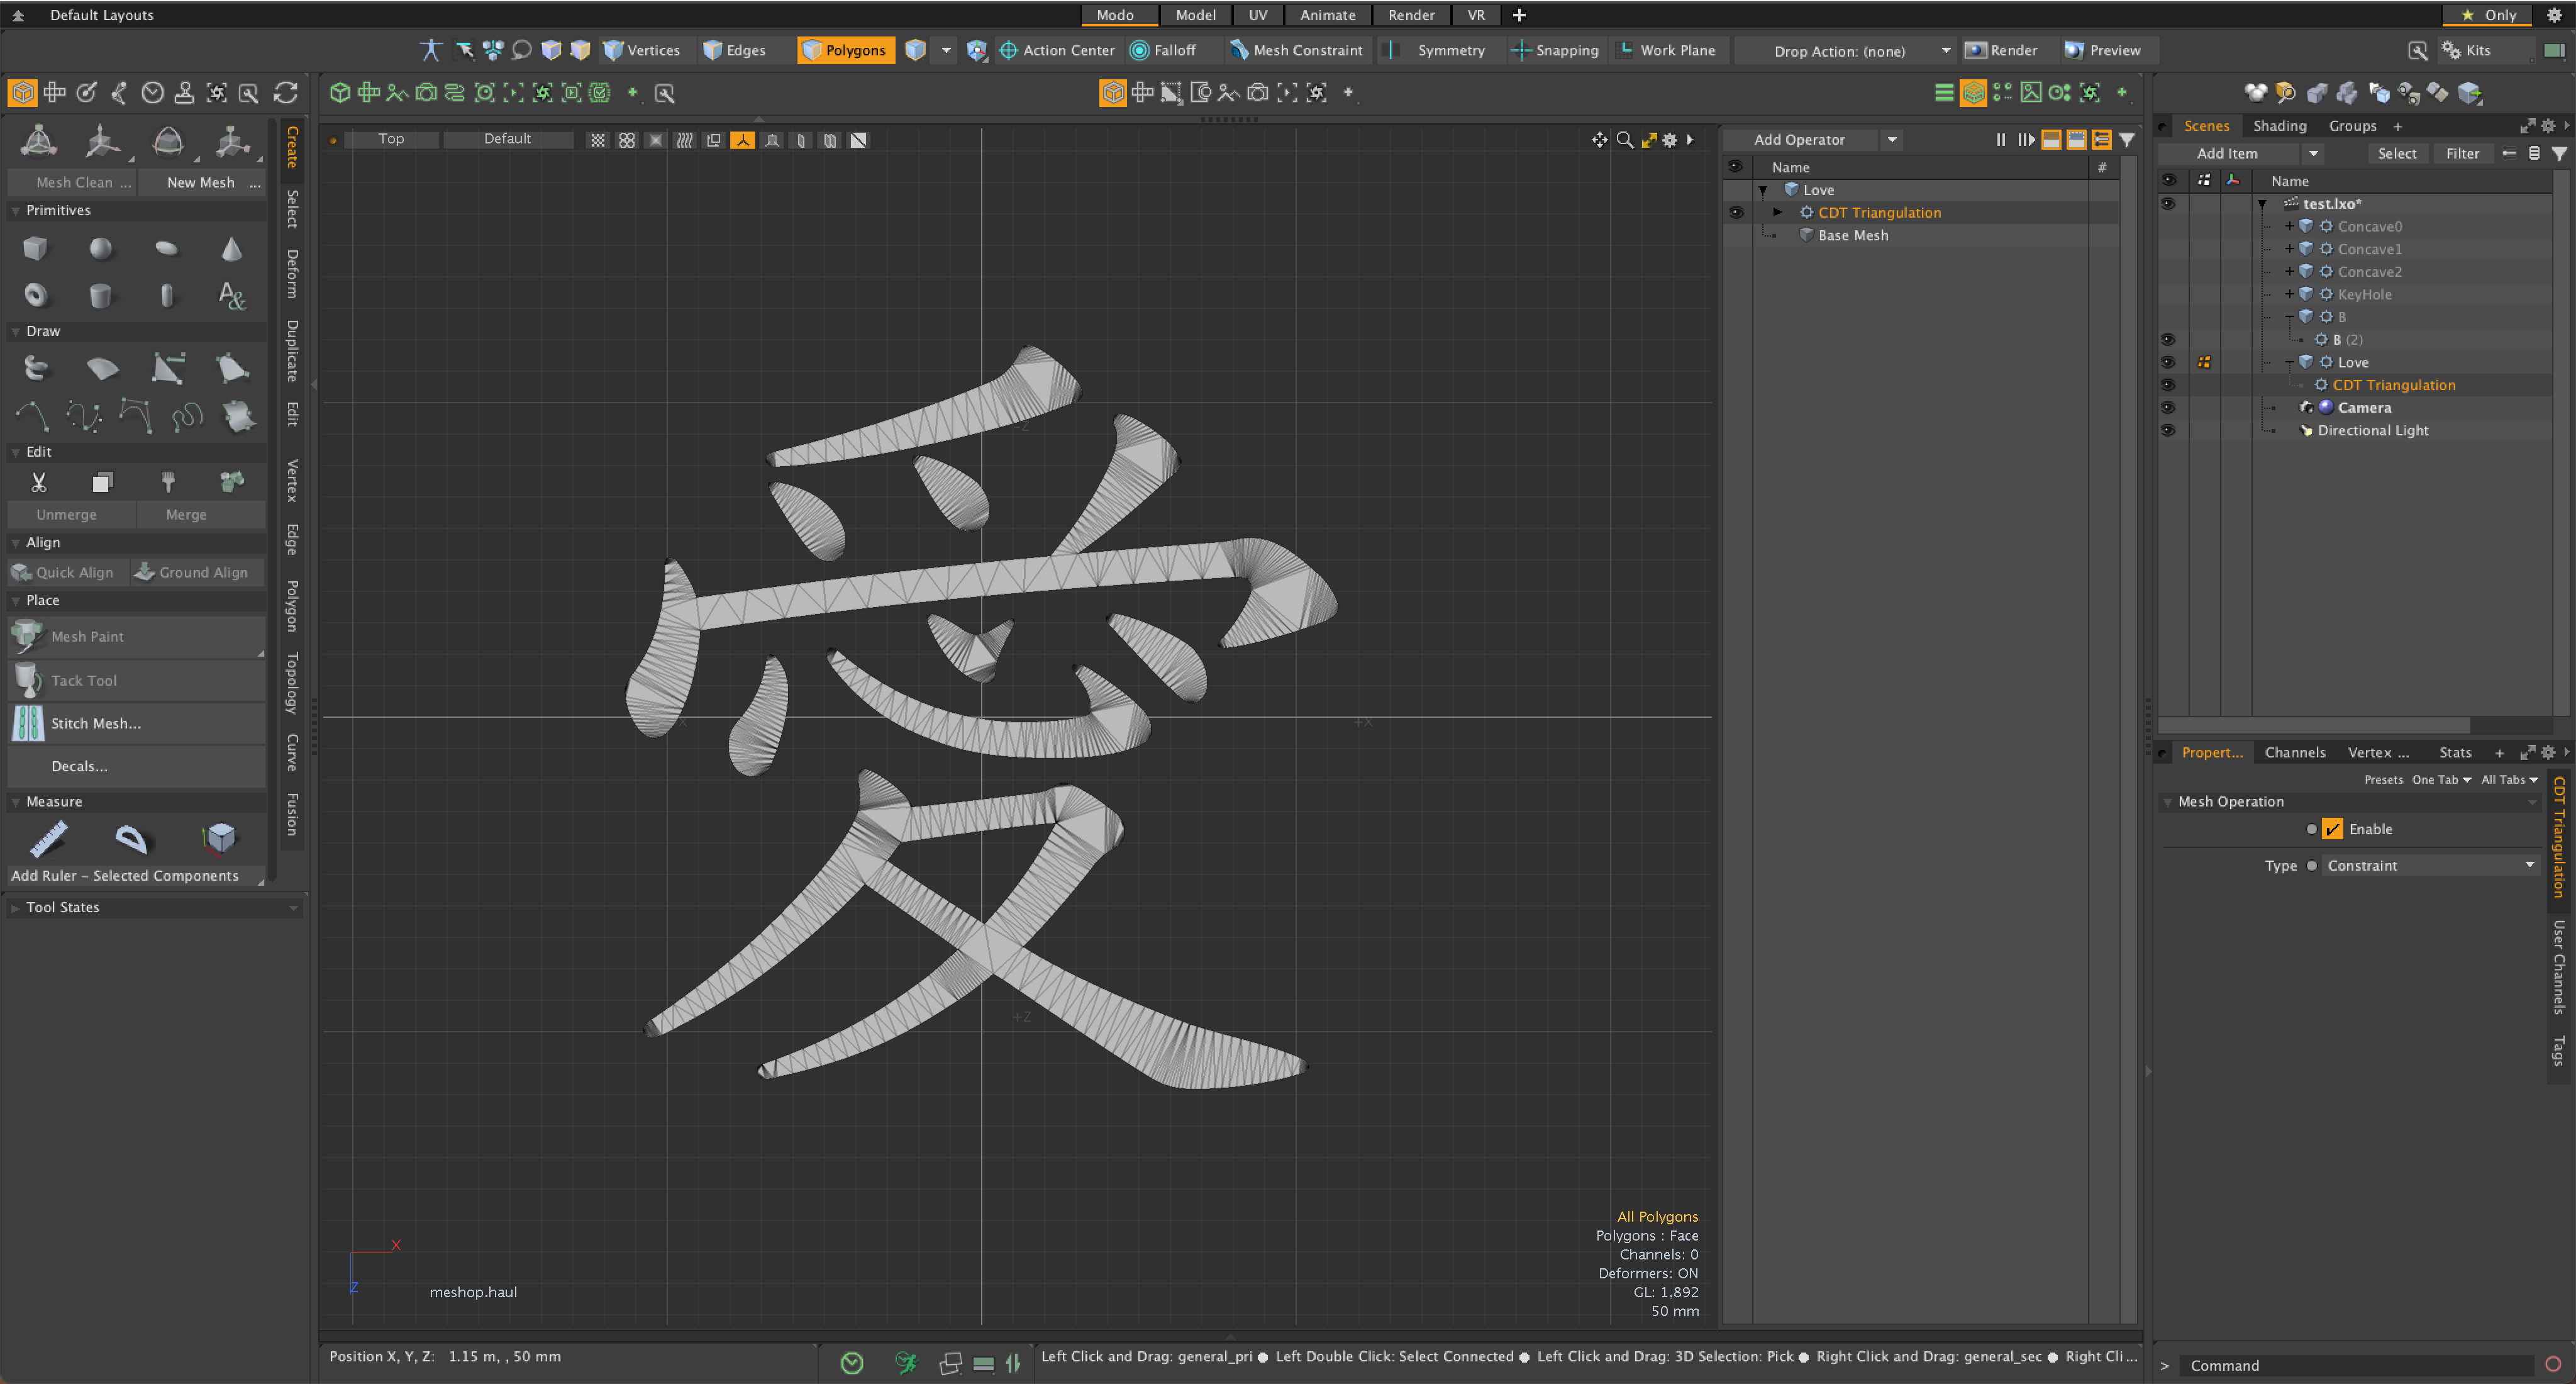 Default Layouts
Modo Model UV Animate Render VR
Only
Vertices Edges Polygons Action Center Falloff Mesh Constraint Symmetry Snapping Work Plane Drop Action: (none) Render Preview Kits
Mesh Clean ... New Mesh ...
Primitives
Draw
Edit
Unmerge Merge
Align
Quick Align Ground Align
Place
Mesh Paint
Tack Tool
Stitch Mesh...
Decals...
Measure
Add Ruler - Selected Components
Tool States
Create
Select
Deform
Duplicate
Edit
Vertex
Edge
Polygon
Topology
Curve
Fusion
Top Default
-Z
愛
X
+X
+Z
X
Z
meshop.haul
All Polygons
Polygons : Face
Channels: 0
Deformers: ON
GL: 1,892
50 mm
Add Operator
Name #
Love
CDT Triangulation
Base Mesh
Scenes Shading Groups +
Add Item Select Filter
Name
test.lxo*
Concave0
Concave1
Concave2
KeyHole
B
B (2)
Love
CDT Triangulation
Camera
Directional Light
Propert... Channels Vertex ... Stats +
Presets One Tab All Tabs
Mesh Operation
Enable
Type Constraint
CDT Triangulation
User Channels
Tags
Position X, Y, Z: 1.15 m, , 50 mm
Left Click and Drag: general_pri ● Left Double Click: Select Connected ● Left Click and Drag: 3D Selection: Pick ● Right Click and Drag: general_sec ● Right Cli ...
> Command